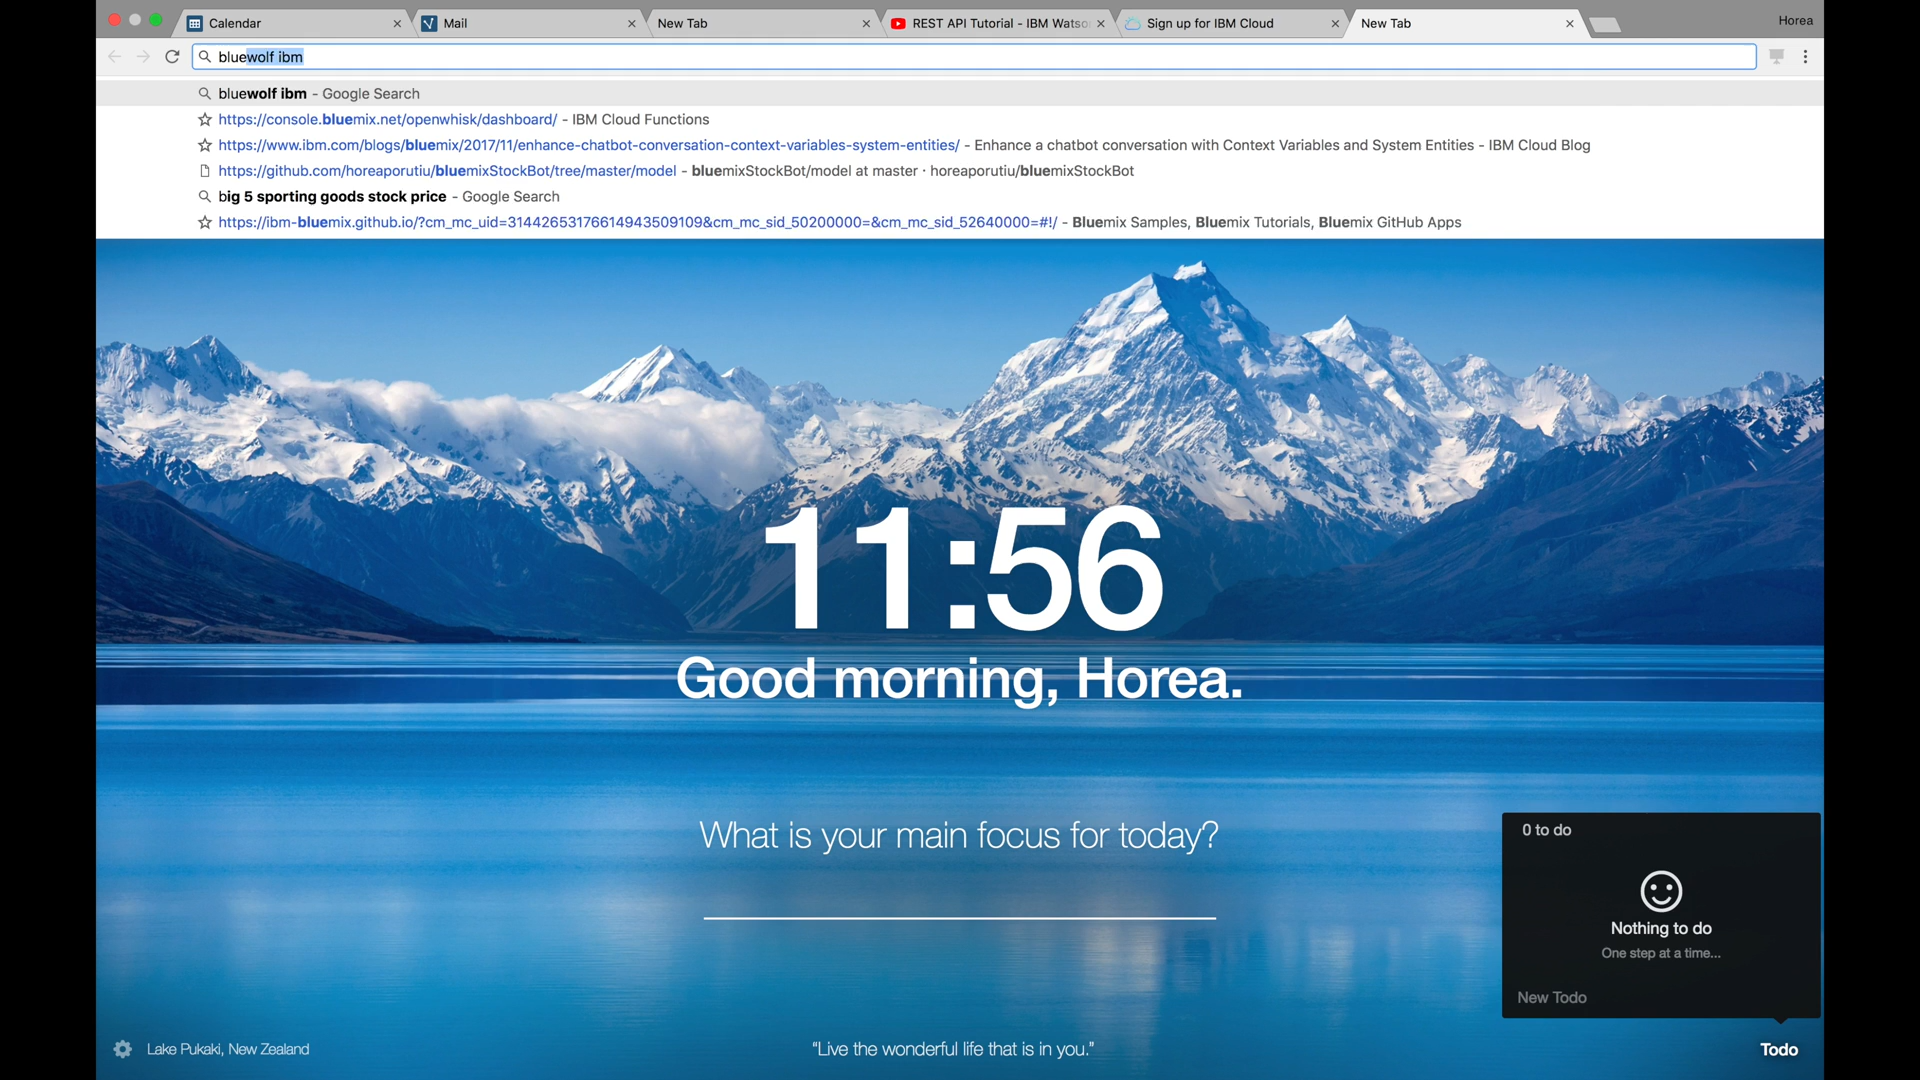 Calendar
Mail
New Tab
REST API Tutorial - IBM Watso
Sign up for IBM Cloud
New Tab
Horea
bluewolf ibm
bluewolf ibm - Google Search
https://console.bluemix.net/openwhisk/dashboard/ - IBM Cloud Functions
https://www.ibm.com/blogs/bluemix/2017/11/enhance-chatbot-conversation-context-variables-system-entities/ - Enhance a chatbot conversation with Context Variables and System Entities - IBM Cloud Blog
https://github.com/horeaporutiu/bluemixStockBot/tree/master/model - bluemixStockBot/model at master · horeaporutiu/bluemixStockBot
big 5 sporting goods stock price - Google Search
https://ibm-bluemix.github.io/?cm_mc_uid=31442653176614943509109&cm_mc_sid_50200000=&cm_mc_sid_52640000=#!/ - Bluemix Samples, Bluemix Tutorials, Bluemix GitHub Apps
11:56
Good morning, Horea.
What is your main focus for today?
0 to do
Nothing to do
One step at a time...
New Todo
Lake Pukaki, New Zealand
“Live the wonderful life that is in you.”
Todo